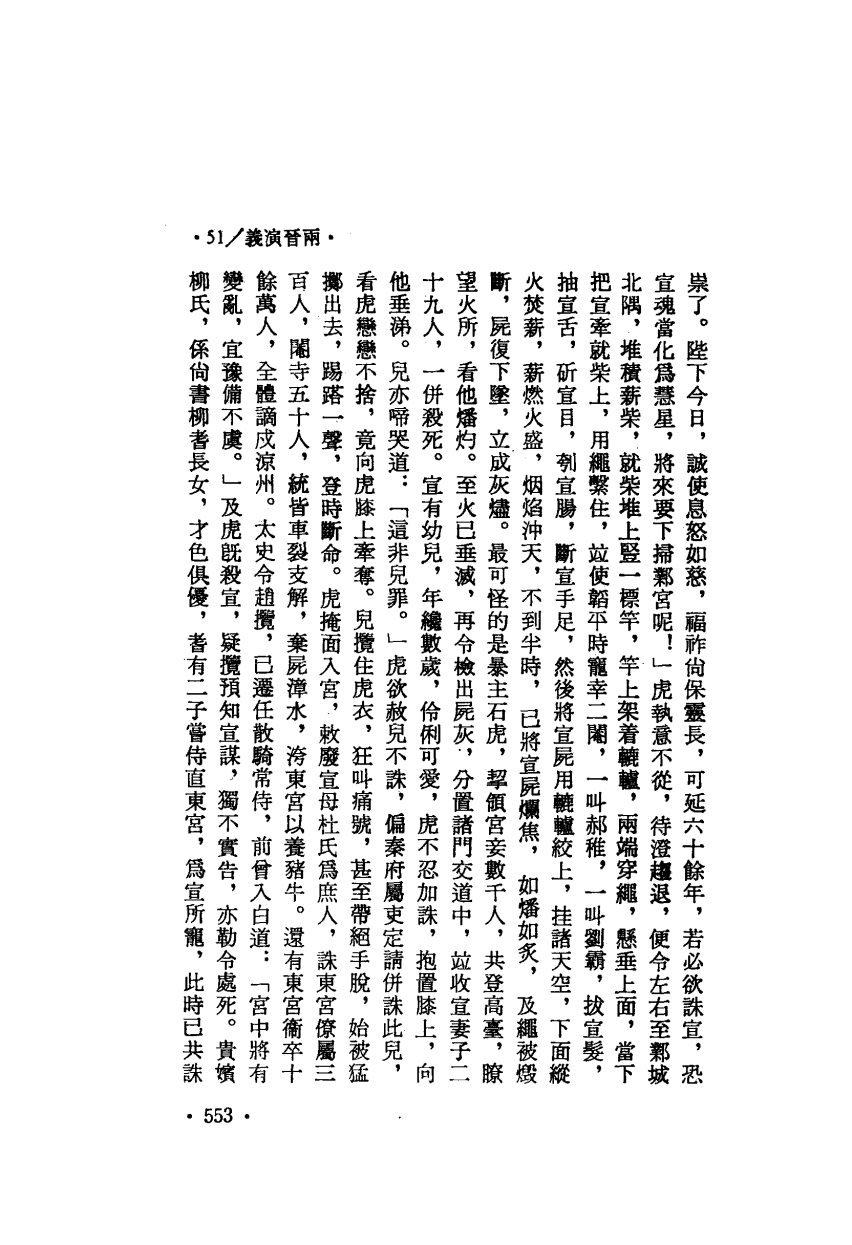 ·51/義演晉兩·
祟了。陛下今日，誠使息怒如慈，福祚尙保靈長，可延六十餘年，若必欲誅宣，恐
宣魂當化爲慧星，將來要下掃鄴宮呢！」虎執意不從，待澄趨退，便令左右至鄴城
北隅，堆積薪柴，就柴堆上豎一標竿，竿上架着轆轤，兩端穿繩，懸垂上面，當下
把宣牽就柴上，用繩繫住，竝使韜平時寵幸二閹，一叫郝稚，一叫劉霸，拔宣髮，
抽宣舌，斫宣目，刳宣腸，斷宣手足，然後將宣屍用轆轤絞上，挂諸天空，下面縱
火焚薪，薪燃火盛，烟焰沖天，不到半時，已將宣屍爛焦，如燔如炙，及繩被燬
斷，屍復下墜，立成灰燼。最可怪的是暴主石虎，挈領宮妾數千人，共登高臺，瞭
望火所，看他燔灼。至火已垂滅，再令檢出屍灰，分置諸門交道中，竝收宣妻子二
十九人，一併殺死。宣有幼兒，年纔數歲，伶俐可愛，虎不忍加誅，抱置膝上，向
他垂涕。兒亦啼哭道：「這非兒罪。」虎欲赦兒不誅，偏秦府屬吏定請併誅此兒，
看虎戀戀不捨，竟向虎膝上牽奪。兒攬住虎衣，狂叫痛號，甚至帶絕手脫，始被猛
擲出去，踢踏一聲，登時斷命。虎掩面入宮，敕廢宣母杜氏爲庶人，誅東宮僚屬三
百人，閹寺五十人，統皆車裂支解，棄屍漳水，洿東宮以養豬牛。還有東宮衞卒十
餘萬人，全體謫戍涼州。太史令趙攬，已遷任散騎常侍，前曾入白道：「宮中將有
變亂，宜豫備不虞。」及虎旣殺宣，疑攬預知宣謀，獨不實告，亦勒令處死。貴嬪
柳氏，係尙書柳耆長女，才色俱優，耆有二子嘗侍直東宮，爲宣所寵，此時已共誅
·553·